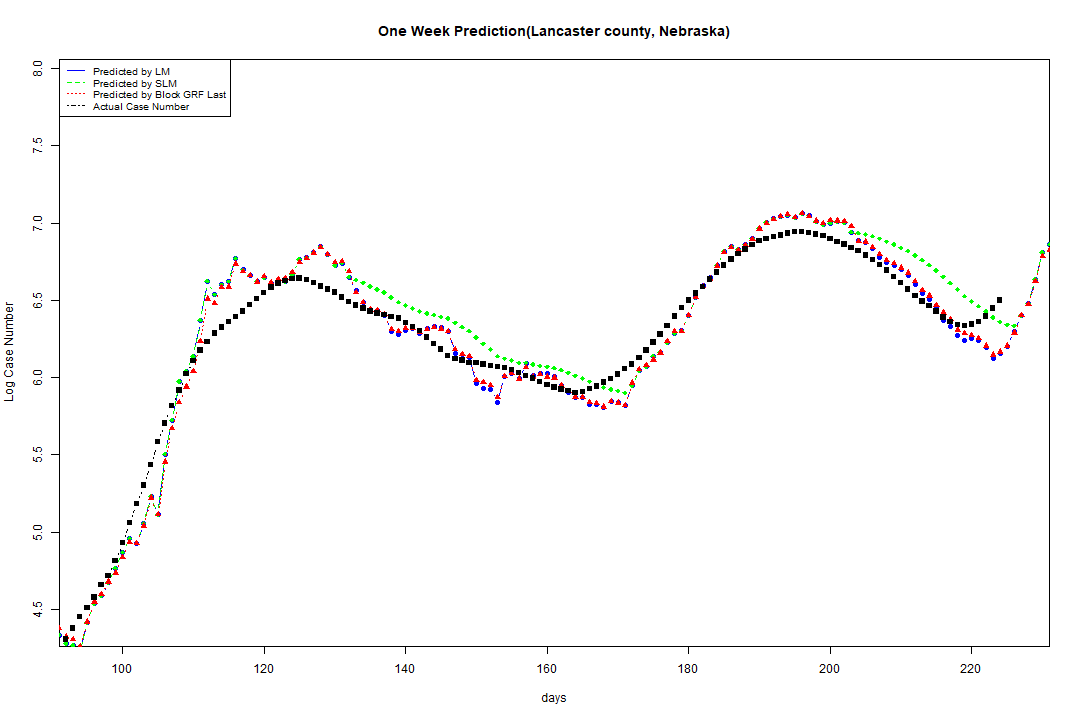 One Week Prediction(Lancaster county, Nebraska)
Predicted by LM
Predicted by SLM
Predicted by Block GRF Last
Actual Case Number
8.0
7.5
7.0
6.5
6.0
5.5
5.0
4.5
Log Case Number
100 120 140 160 180 200 220
days